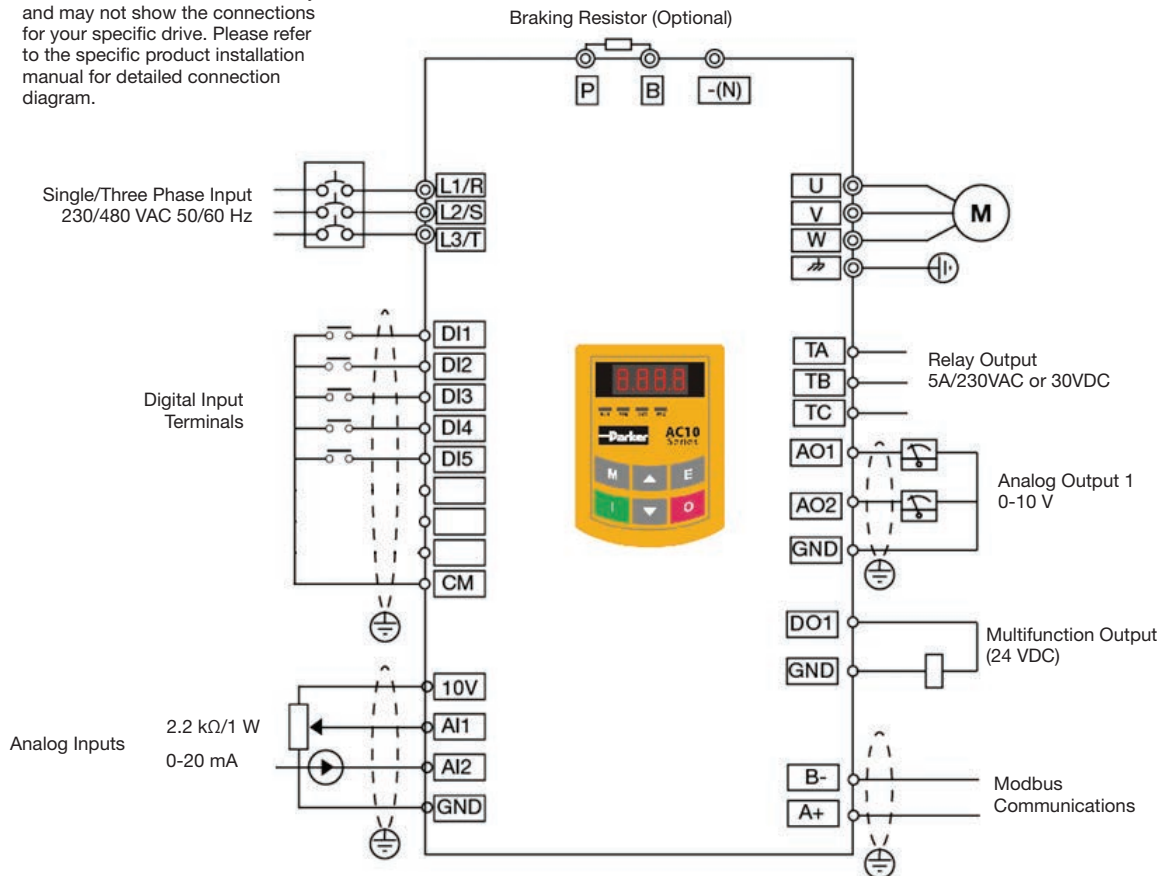 and may not show the connections
for your specific drive. Please refer
to the specific product installation
manual for detailed connection
diagram.
Braking Resistor (Optional)
P
B
-(N)
Single/Three Phase Input
230/480 VAC 50/60 Hz
L1/R
L2/S
L3/T
U
V
W
M
Digital Input
Terminals
DI1
DI2
DI3
DI4
DI5
CM
8.8.8.8
Parker
AC10
Series
M
E
I
O
TA
TB
TC
Relay Output
5A/230VAC or 30VDC
AO1
AO2
GND
Analog Output 1
0-10 V
DO1
GND
Multifunction Output
(24 VDC)
Analog Inputs
2.2 kΩ/1 W
0-20 mA
10V
AI1
AI2
GND
B-
A+
Modbus
Communications